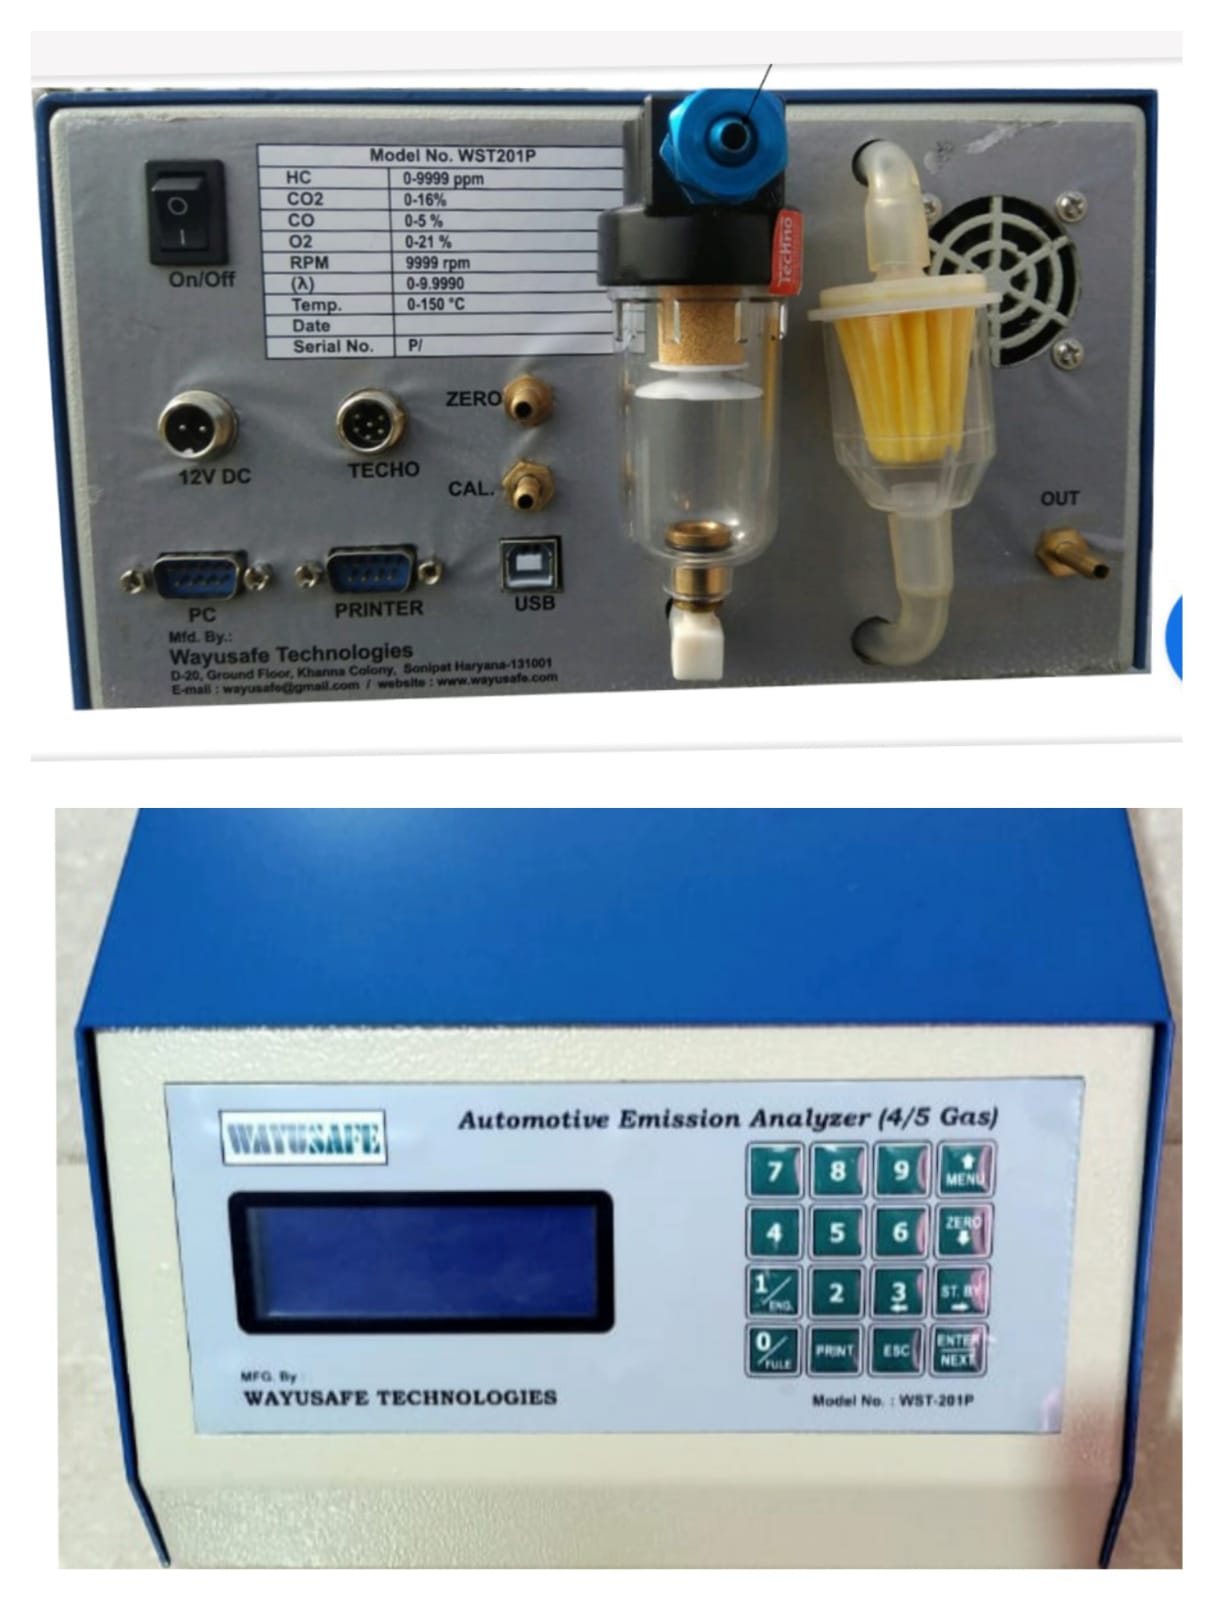 Model No. WST201P
HC 0-9999 ppm
CO2 0-16%
CO 0-5 %
O2 0-21 %
RPM 9999 rpm
(λ) 0-9.9990
Temp. 0-150 °C
Date
Serial No. P/
O
I
On/Off
Techno
ZERO
12V DC
TECHO
CAL.
OUT
PC
PRINTER
USB
Mfd. By.:
Wayusafe Technologies
D-20, Ground Floor, Khanna Colony, Sonipat Haryana-131001
E-mail : wayusafe@gmail.com / website : www.wayusafe.com
WAYUSAFE
Automotive Emission Analyzer (4/5 Gas)
7 8 9 MENU
4 5 6 ZERO
1/ENG. 2 3 ST. BY
0/FULE PRINT ESC ENTER
NEXT
MFG. By :
WAYUSAFE TECHNOLOGIES
Model No. : WST-201P